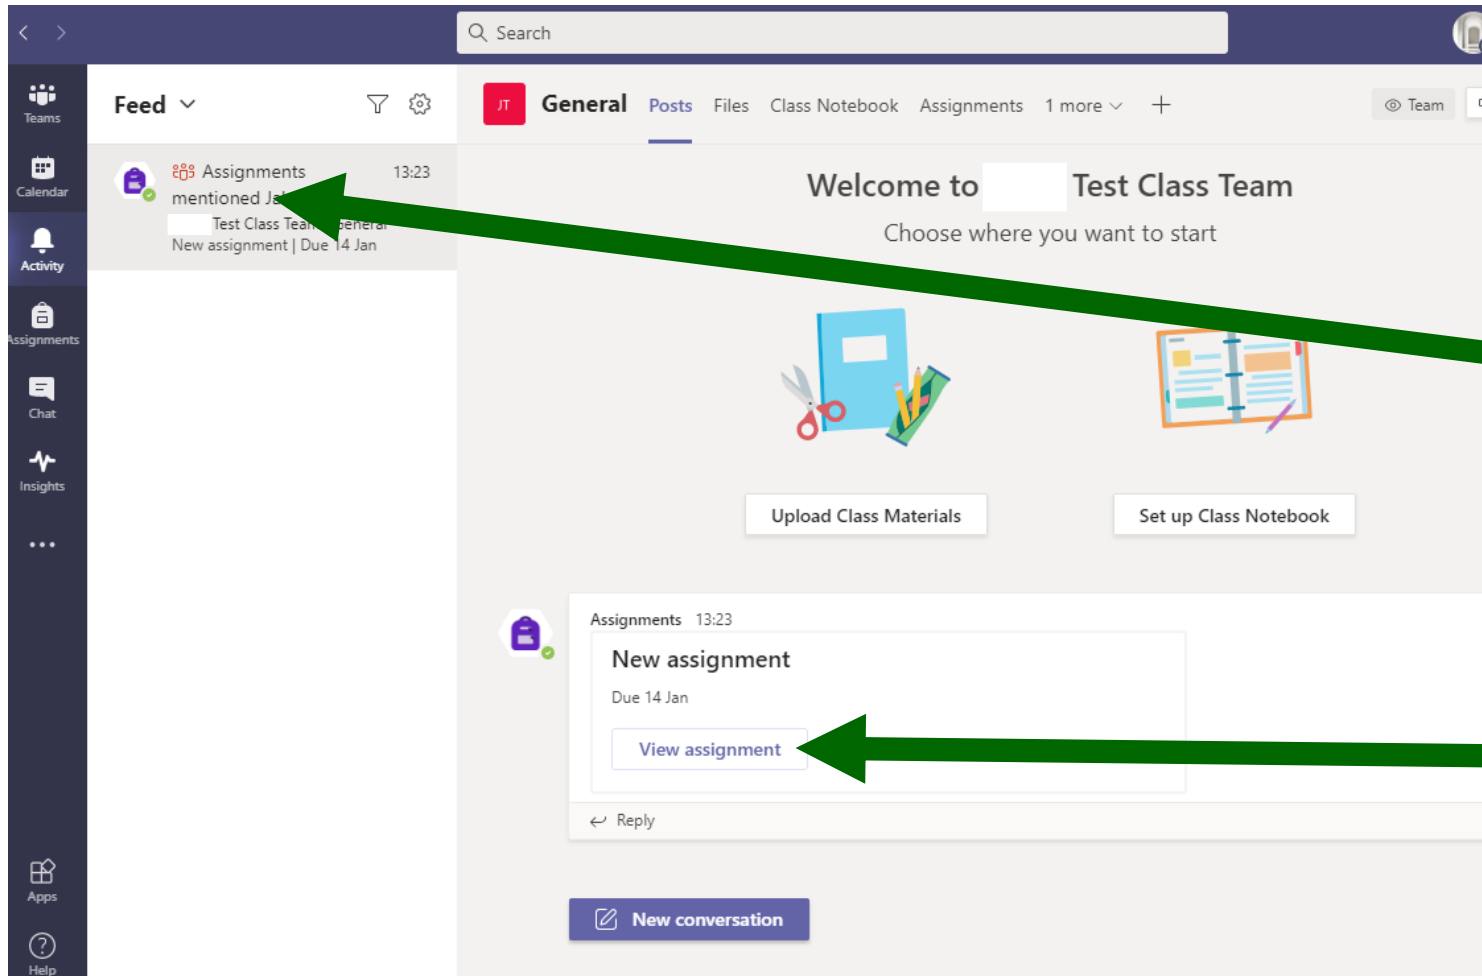 Search
Teams
Calendar
Activity
Assignments
Chat
Insights
Apps
Help
Feed
Assignments 13:23
mentioned
Test Class General
New assignment | Due 14 Jan
JT General Posts Files Class Notebook Assignments 1 more
Team
Welcome to Test Class Team
Choose where you want to start
Upload Class Materials
Set up Class Notebook
Assignments 13:23
New assignment
Due 14 Jan
View assignment
Reply
New conversation